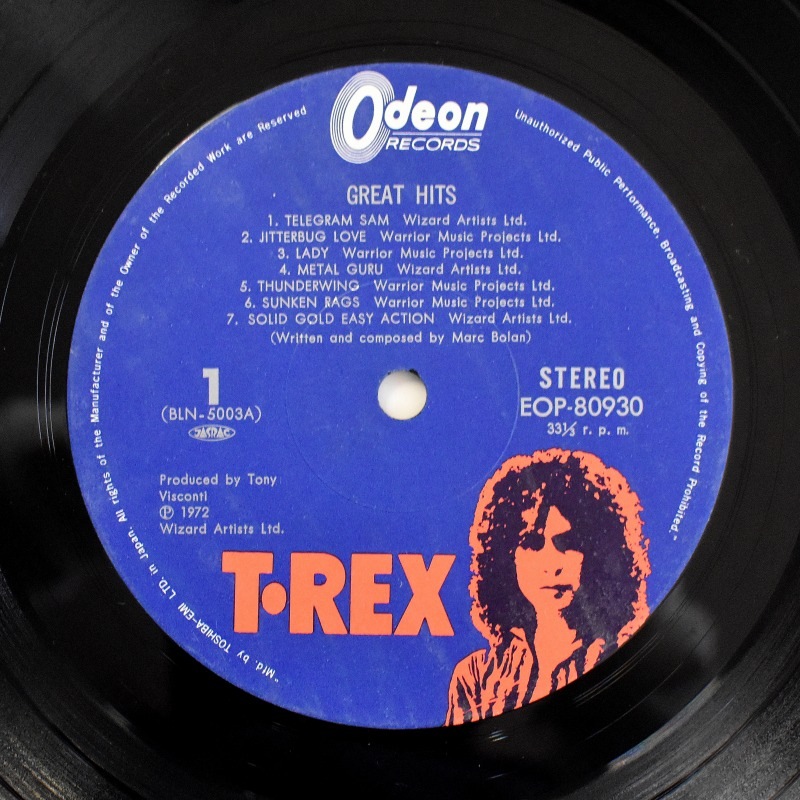 Odeon
RECORDS
GREAT HITS
1. TELEGRAM SAM Wizard Artists Ltd.
2. JITTERBUG LOVE Warrior Music Projects Ltd.
3. LADY Warrior Music Projects Ltd.
4. METAL GURU Wizard Artists Ltd.
5. THUNDERWING Warrior Music Projects Ltd.
6. SUNKEN RAGS Warrior Music Projects Ltd.
7. SOLID GOLD EASY ACTION Wizard Artists Ltd.
(Written and composed by Marc Bolan)
1
(BLN-5003A)
JASRAC
STEREO
EOP-80930
33⅓ r. p. m.
Produced by Tony
Visconti
Ⓟ 1972
Wizard Artists Ltd.
T•REX
"Mfd. by TOSHIBA-EMI LTD. in Japan. All rights of the Manufacturer and of the Owner of the Recorded Work are Reserved
Unauthorized Public Performance, Broadcasting and Copying of the Record Prohibited."